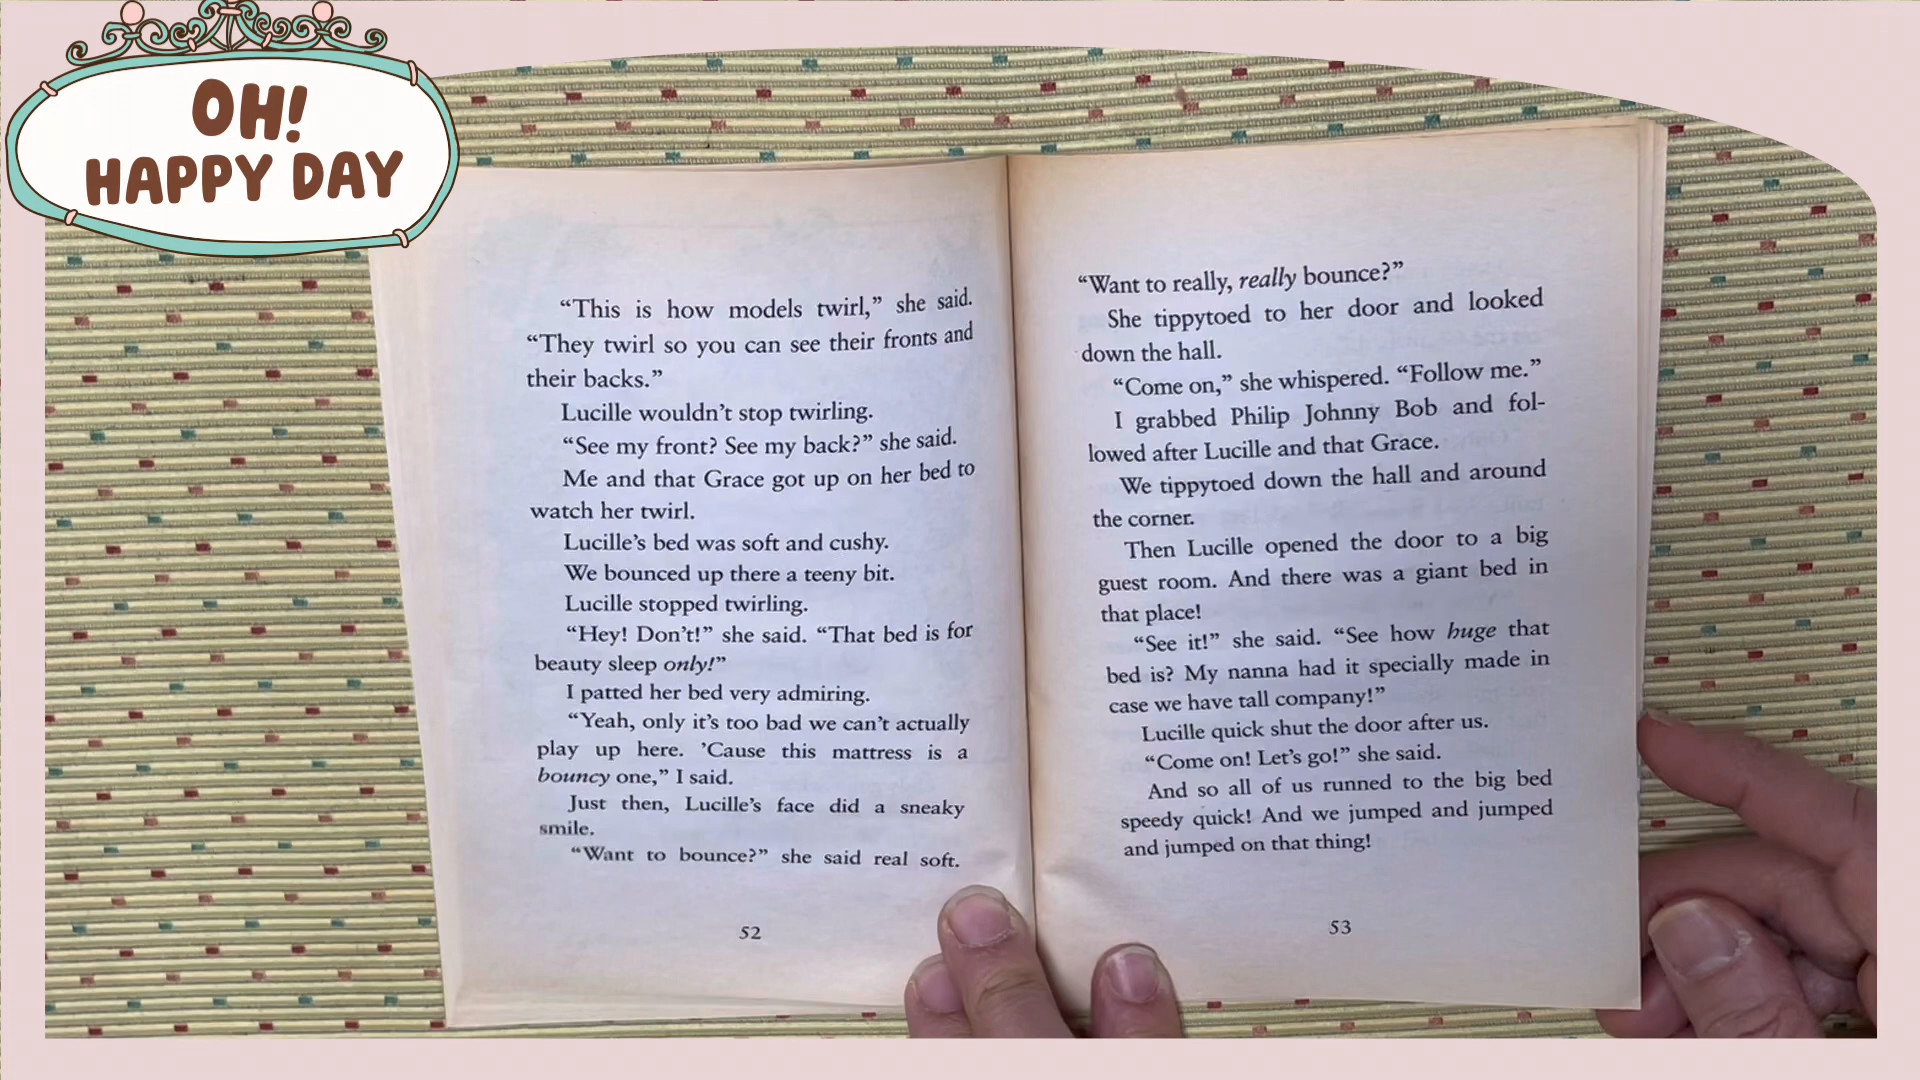 OH!
HAPPY DAY
“This is how models twirl,” she said.
“They twirl so you can see their fronts and
their backs.”
Lucille wouldn’t stop twirling.
“See my front? See my back?” she said.
Me and that Grace got up on her bed to
watch her twirl.
Lucille’s bed was soft and cushy.
We bounced up there a teeny bit.
Lucille stopped twirling.
“Hey! Don’t!” she said. “That bed is for
beauty sleep only!”
I patted her bed very admiring.
“Yeah, only it’s too bad we can’t actually
play up here. ’Cause this mattress is a
bouncy one,” I said.
Just then, Lucille’s face did a sneaky
smile.
“Want to bounce?” she said real soft.
52
“Want to really, really bounce?”
She tippytoed to her door and looked
down the hall.
“Come on,” she whispered. “Follow me.”
I grabbed Philip Johnny Bob and fol-
lowed after Lucille and that Grace.
We tippytoed down the hall and around
the corner.
Then Lucille opened the door to a big
guest room. And there was a giant bed in
that place!
“See it!” she said. “See how huge that
bed is? My nanna had it specially made in
case we have tall company!”
Lucille quick shut the door after us.
“Come on! Let’s go!” she said.
And so all of us runned to the big bed
speedy quick! And we jumped and jumped
and jumped on that thing!
53